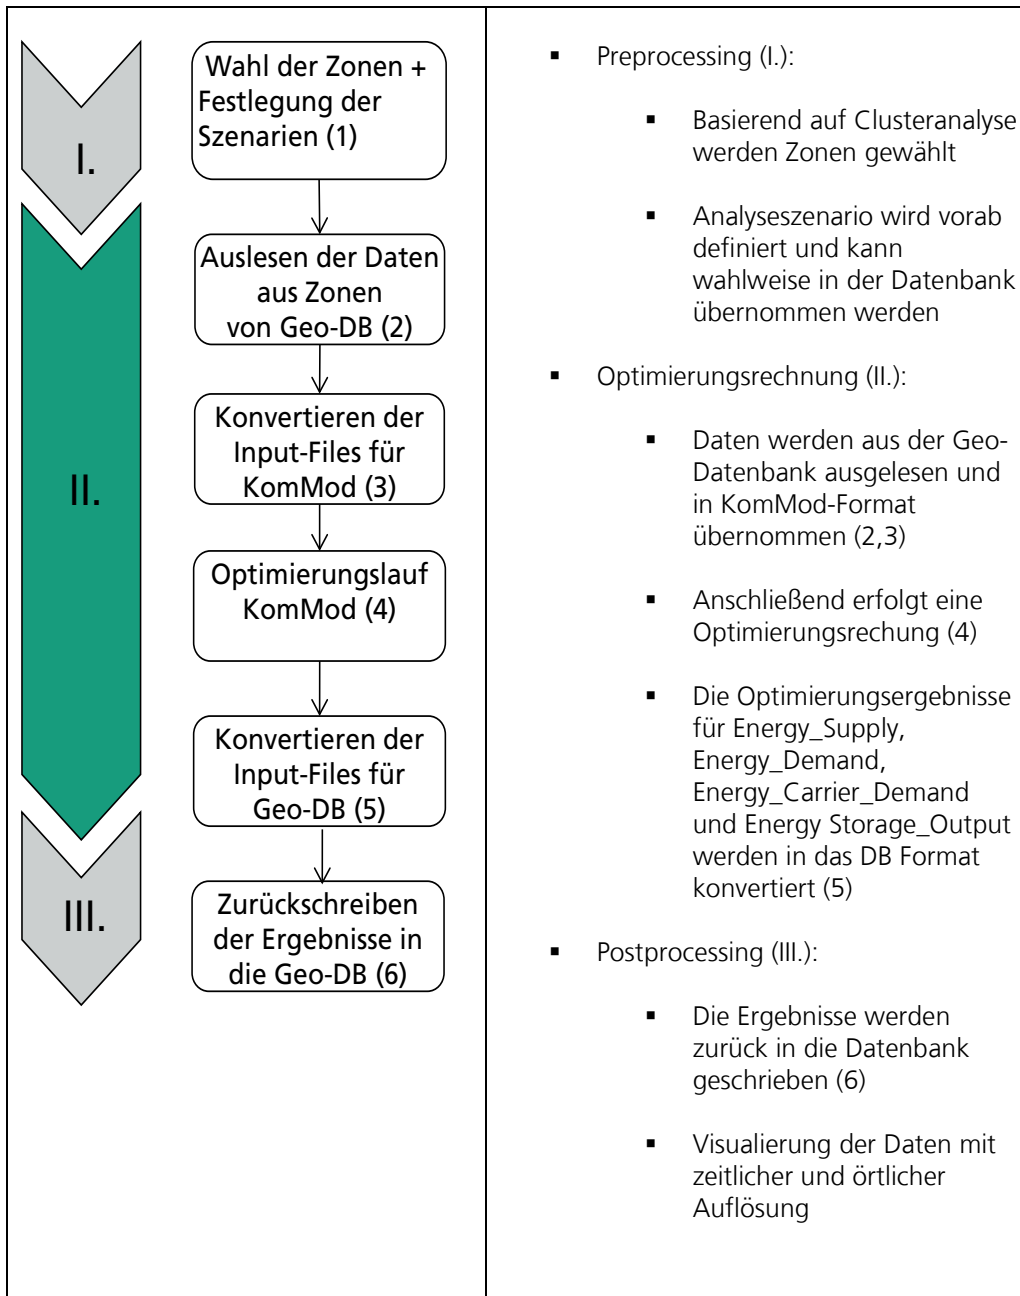 I.
II.
III.
Wahl der Zonen +
Festlegung der
Szenarien (1)
Auslesen der Daten
aus Zonen
von Geo-DB (2)
Konvertieren der
Input-Files für
KomMod (3)
Optimierungslauf
KomMod (4)
Konvertieren der
Input-Files für
Geo-DB (5)
Zurückschreiben
der Ergebnisse in
die Geo-DB (6)
▪ Preprocessing (I.):
▪ Basierend auf Clusteranalyse
werden Zonen gewählt
▪ Analyseszenario wird vorab
definiert und kann
wahlweise in der Datenbank
übernommen werden
▪ Optimierungsrechnung (II.):
▪ Daten werden aus der Geo-
Datenbank ausgelesen und
in KomMod-Format
übernommen (2,3)
▪ Anschließend erfolgt eine
Optimierungsrechung (4)
▪ Die Optimierungsergebnisse
für Energy_Supply,
Energy_Demand,
Energy_Carrier_Demand
und Energy Storage_Output
werden in das DB Format
konvertiert (5)
▪ Postprocessing (III.):
▪ Die Ergebnisse werden
zurück in die Datenbank
geschrieben (6)
▪ Visualierung der Daten mit
zeitlicher und örtlicher
Auflösung